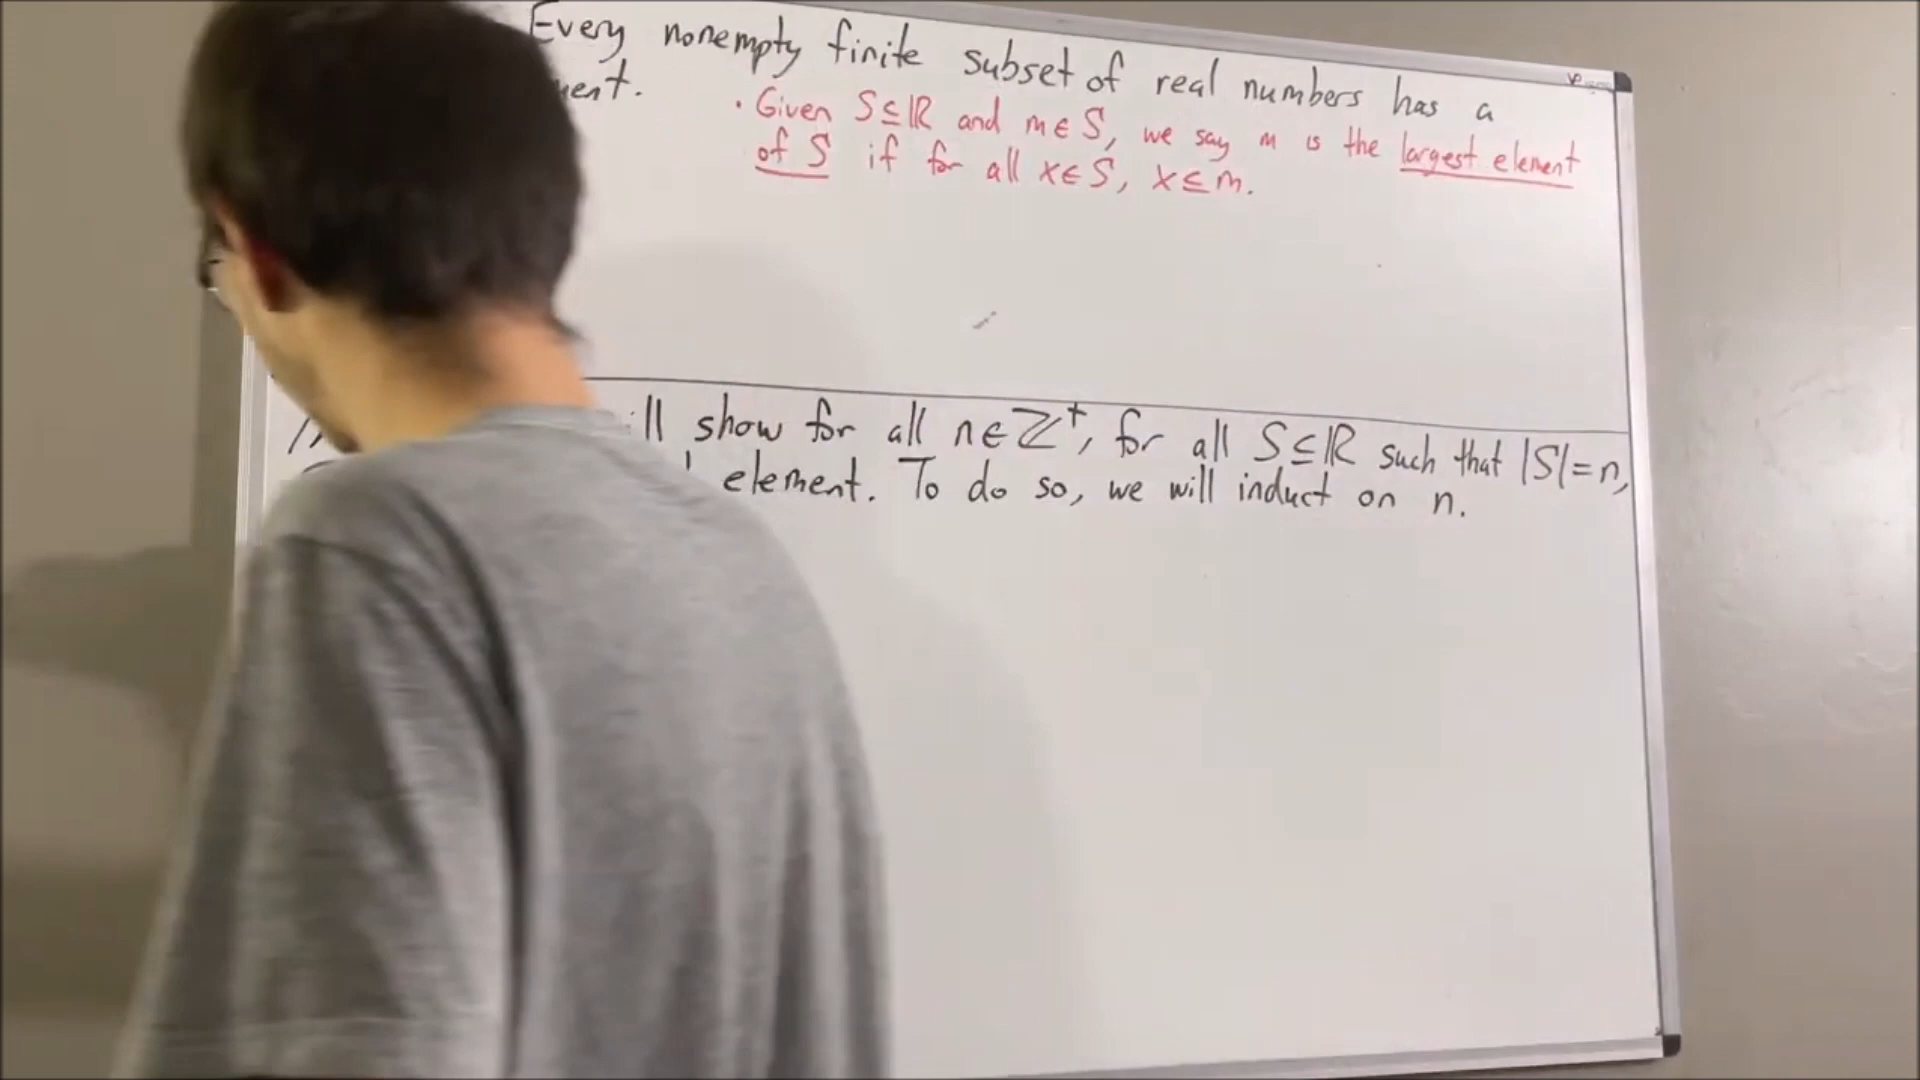 Every nonempty finite subset of real numbers has a
ent.
• Given S ⊆ ℝ and m ∈ S, we say m is the largest element
of S if for all x ∈ S, x ≤ m.
ll show for all n ∈ ℤ⁺, for all S ⊆ ℝ such that |S| = n,
element. To do so, we will induct on n.